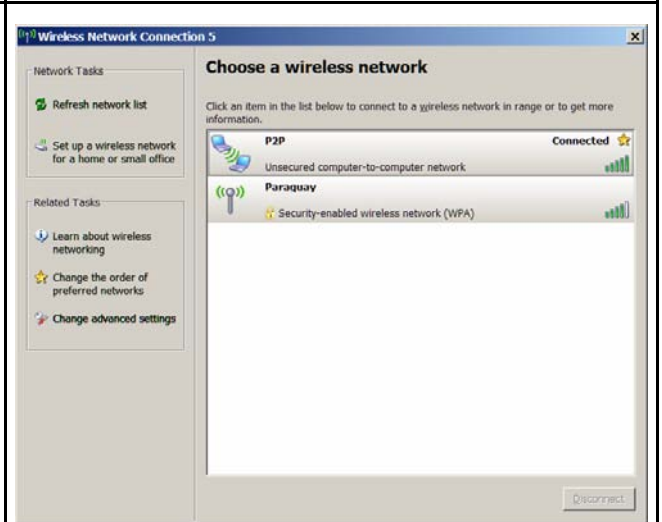 Wireless Network Connection 5
Network Tasks
Refresh network list
Set up a wireless network
for a home or small office
Related Tasks
Learn about wireless
networking
Change the order of
preferred networks
Change advanced settings
Choose a wireless network
Click an item in the list below to connect to a wireless network in range or to get more
information.
P2P Connected
Unsecured computer-to-computer network
Paraguay
Security-enabled wireless network (WPA)
Disconnect